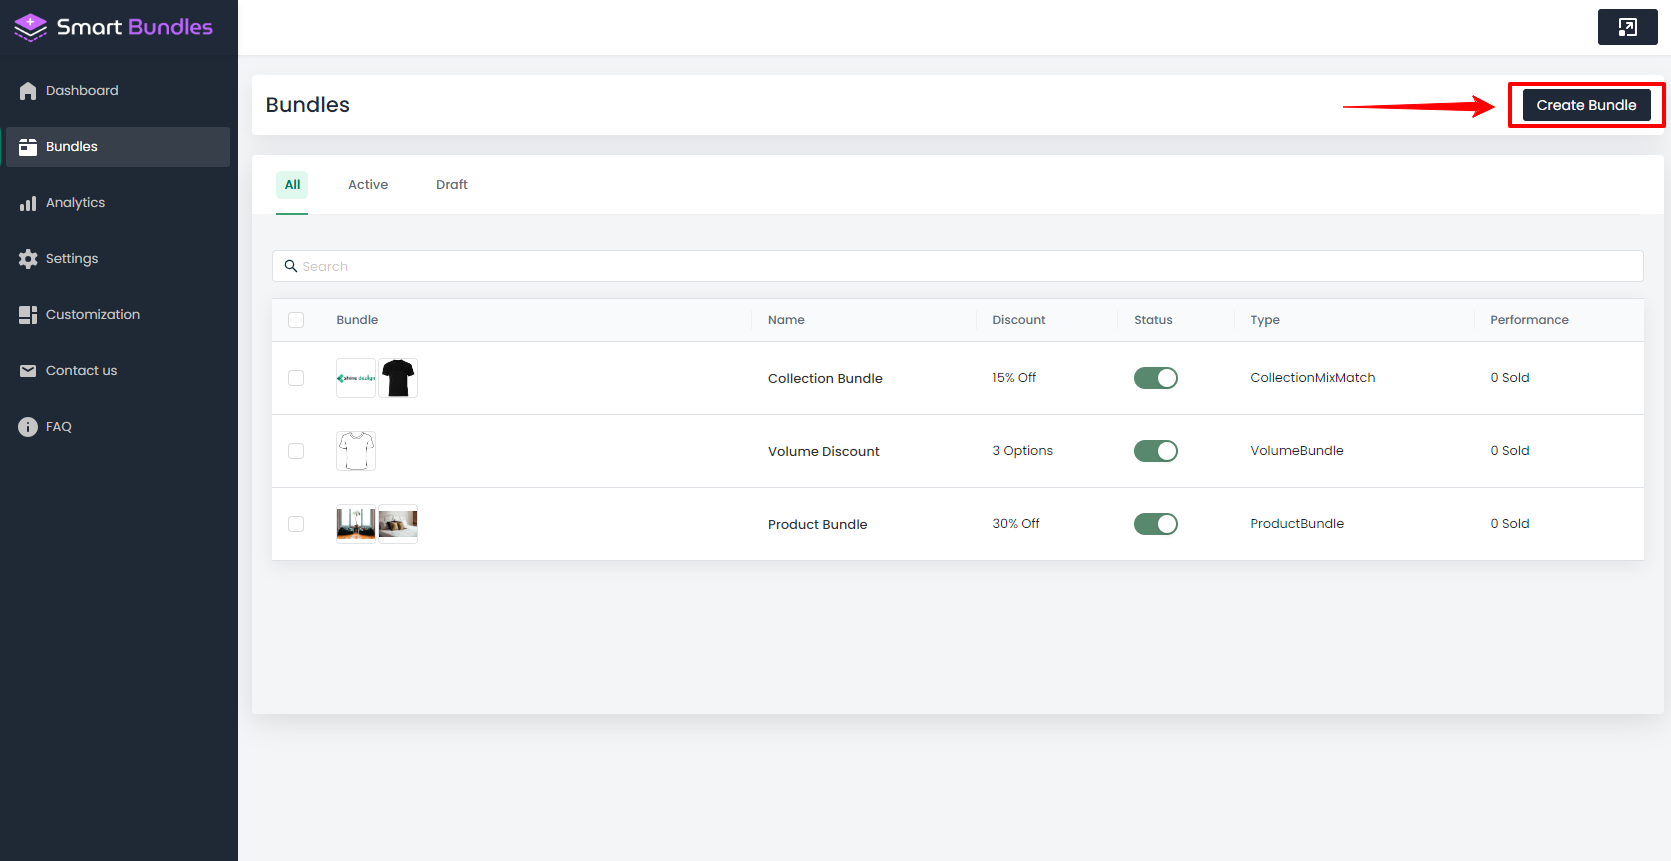 Smart Bundles
Dashboard
Bundles
Analytics
Settings
Customization
Contact us
FAQ
Bundles
Create Bundle
All
Active
Draft
Search
Bundle Name Discount Status Type Performance
Collection Bundle 15% Off CollectionMixMatch 0 Sold
Volume Discount 3 Options VolumeBundle 0 Sold
Product Bundle 30% Off ProductBundle 0 Sold